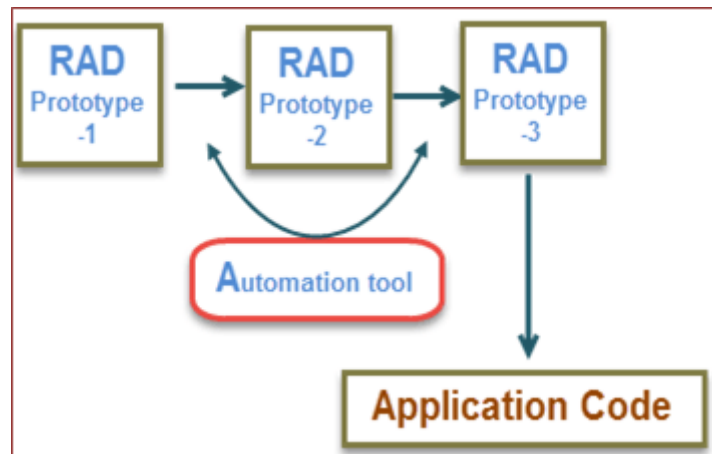 RAD
Prototype
-1
RAD
Prototype
-2
RAD
Prototype
-3
Automation tool
Application Code